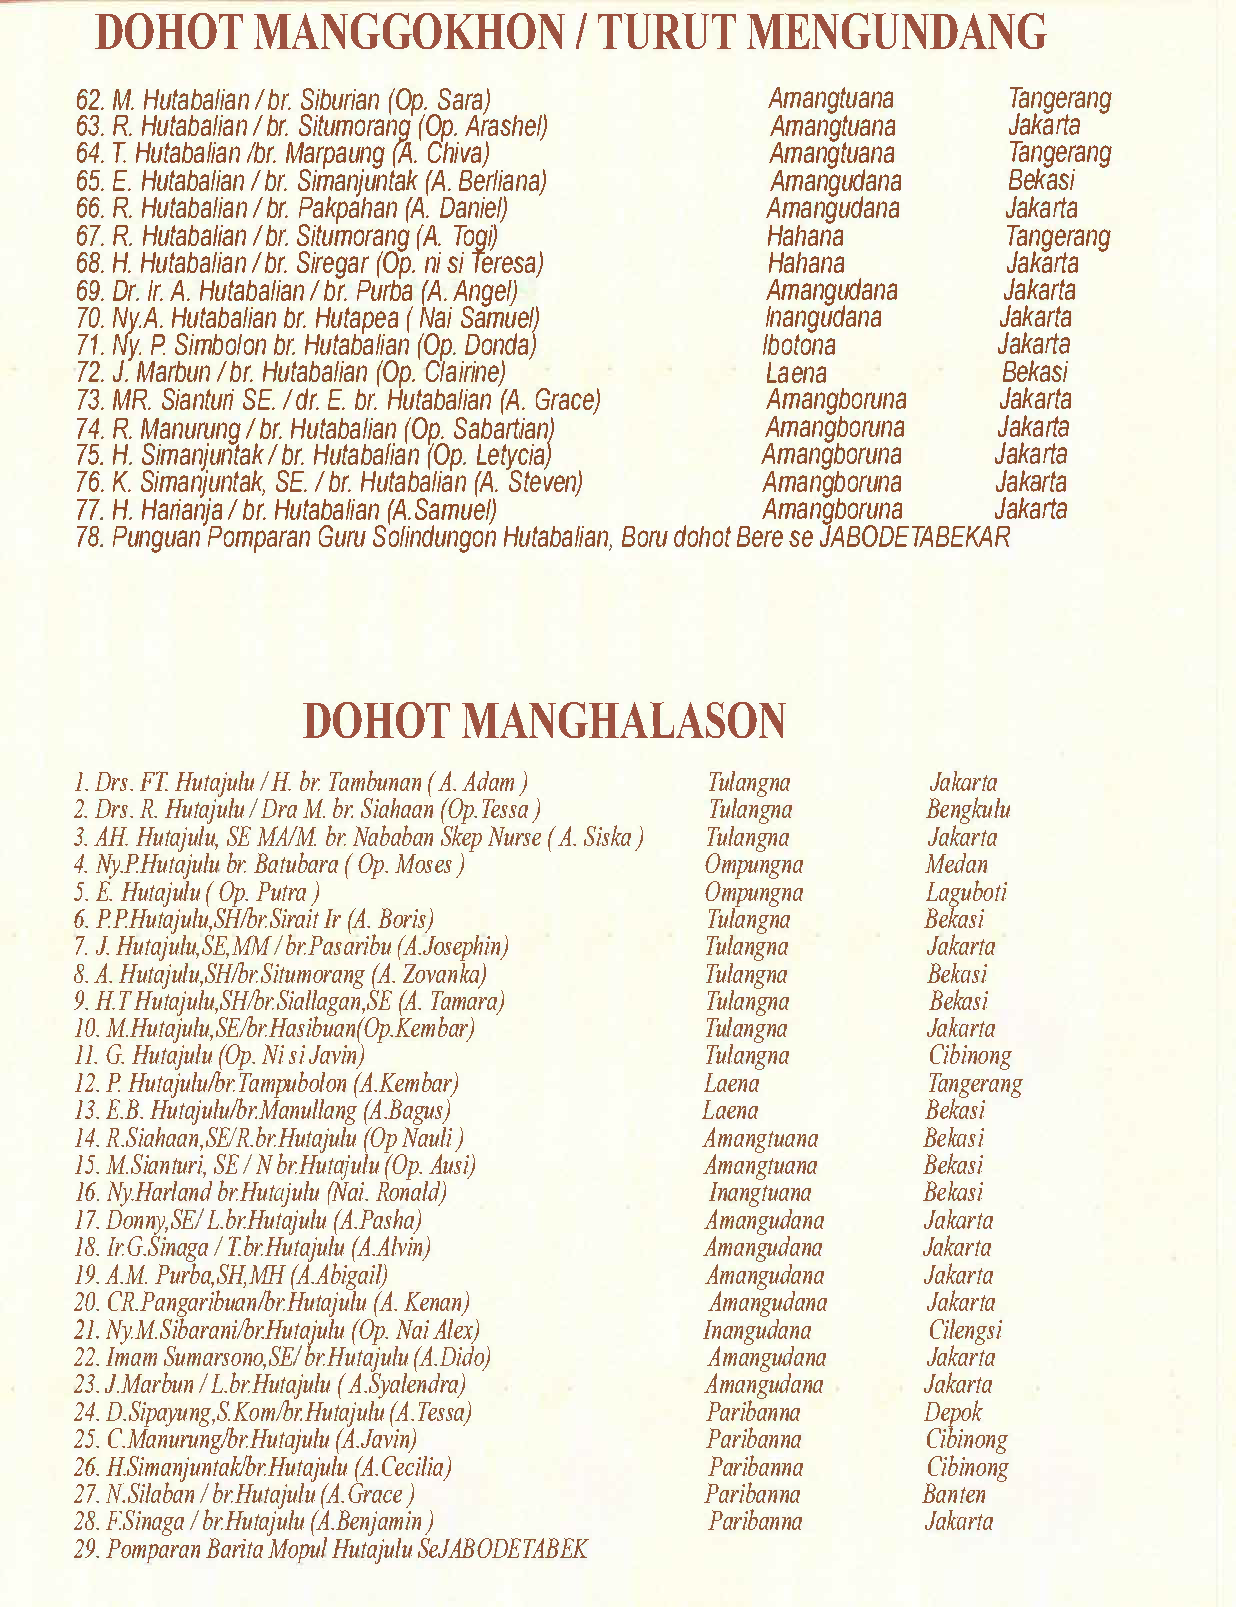 DOHOT MANGGOKHON / TURUT MENGUNDANG
62. M. Hutabalian / br. Siburian (Op. Sara) Amangtuana Tangerang
63. R. Hutabalian / br. Situmorang (Op. Arashel) Amangtuana Jakarta
64. T. Hutabalian /br. Marpaung (A. Chiva) Amangtuana Tangerang
65. E. Hutabalian / br. Simanjuntak (A. Berliana) Amangudana Bekasi
66. R. Hutabalian / br. Pakpahan (A. Daniel) Amangudana Jakarta
67. R. Hutabalian / br. Situmorang (A. Togi) Hahana Tangerang
68. H. Hutabalian / br. Siregar (Op. ni si Teresa) Hahana Jakarta
69. Dr. Ir. A. Hutabalian / br. Purba (A. Angel) Amangudana Jakarta
70. Ny.A. Hutabalian br. Hutapea ( Nai Samuel) Inangudana Jakarta
71. Ny. P. Simbolon br. Hutabalian (Op. Donda) Ibotona Jakarta
72. J. Marbun / br. Hutabalian (Op. Clairine) Laena Bekasi
73. MR. Sianturi SE. / dr. E. br. Hutabalian (A. Grace) Amangboruna Jakarta
74. R. Manurung / br. Hutabalian (Op. Sabartian) Amangboruna Jakarta
75. H. Simanjuntak / br. Hutabalian (Op. Letycia) Amangboruna Jakarta
76. K. Simanjuntak, SE. / br. Hutabalian (A. Steven) Amangboruna Jakarta
77. H. Harianja / br. Hutabalian (A.Samuel) Amangboruna Jakarta
78. Punguan Pomparan Guru Solindungon Hutabalian, Boru dohot Bere se JABODETABEKAR
DOHOT MANGHALASON
1. Drs. FT. Hutajulu / H. br. Tambunan ( A. Adam ) Tulangna Jakarta
2. Drs. R. Hutajulu / Dra M. br. Siahaan (Op.Tessa ) Tulangna Bengkulu
3. AH. Hutajulu, SE MA/M. br. Nababan Skep Nurse ( A. Siska ) Tulangna Jakarta
4. Ny.P.Hutajulu br. Batubara ( Op. Moses ) Ompungna Medan
5. E. Hutajulu ( Op. Putra ) Ompungna Laguboti
6. P.P.Hutajulu,SH/br.Sirait Ir (A. Boris) Tulangna Bekasi
7. J. Hutajulu,SE,MM / br.Pasaribu (A.Josephin) Tulangna Jakarta
8. A. Hutajulu,SH/br.Situmorang (A. Zovanka) Tulangna Bekasi
9. H.T Hutajulu,SH/br.Siallagan,SE (A. Tamara) Tulangna Bekasi
10. M.Hutajulu,SE/br.Hasibuan(Op.Kembar) Tulangna Jakarta
11. G. Hutajulu (Op. Ni si Javin) Tulangna Cibinong
12. P. Hutajulu/br.Tampubolon (A.Kembar) Laena Tangerang
13. E.B. Hutajulu/br.Manullang (A.Bagus) Laena Bekasi
14. R.Siahaan,SE/R.br.Hutajulu (Op Nauli ) Amangtuana Bekasi
15. M.Sianturi, SE / N br.Hutajulu (Op. Ausi) Amangtuana Bekasi
16. Ny.Harland br.Hutajulu (Nai. Ronald) Inangtuana Bekasi
17. Donny,SE/ L.br.Hutajulu (A.Pasha) Amangudana Jakarta
18. Ir.G.Sinaga / T.br.Hutajulu (A.Alvin) Amangudana Jakarta
19. A.M. Purba,SH,MH (A.Abigail) Amangudana Jakarta
20. CR.Pangaribuan/br.Hutajulu (A. Kenan) Amangudana Jakarta
21. Ny.M.Sibarani/br.Hutajulu (Op. Nai Alex) Inangudana Cilengsi
22. Imam Sumarsono,SE/ br.Hutajulu (A.Dido) Amangudana Jakarta
23. J.Marbun / L.br.Hutajulu ( A.Syalendra) Amangudana Jakarta
24. D.Sipayung,S.Kom/br.Hutajulu (A.Tessa) Paribanna Depok
25. C.Manurung/br.Hutajulu (A.Javin) Paribanna Cibinong
26. H.Simanjuntak/br.Hutajulu (A.Cecilia) Paribanna Cibinong
27. N.Silaban / br.Hutajulu (A.Grace ) Paribanna Banten
28. F.Sinaga / br.Hutajulu (A.Benjamin ) Paribanna Jakarta
29. Pomparan Barita Mopul Hutajulu SeJABODETABEK